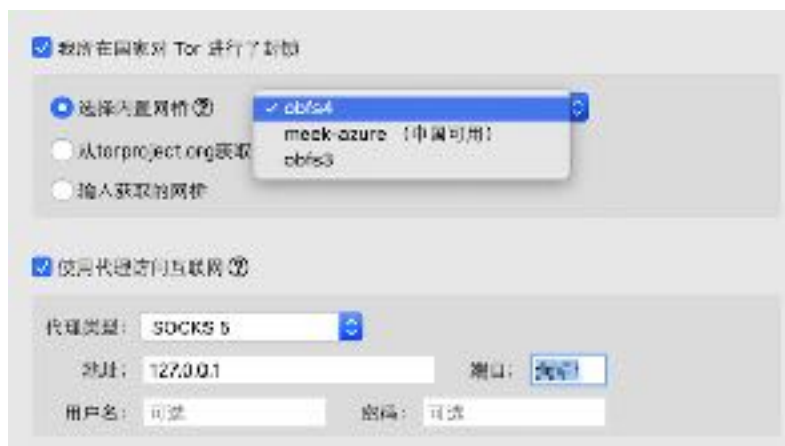 我所在国家对 Tor 进行了封锁
选择内置网桥 ?
✓ obfs4
meek-azure （中国可用）
obfs3
从torproject.org获取
输入获取的网桥
使用代理访问互联网 ?
代理类型： SOCKS 5
地址： 127.0.0.1 端口：
用户名： 可选 密码： 可选